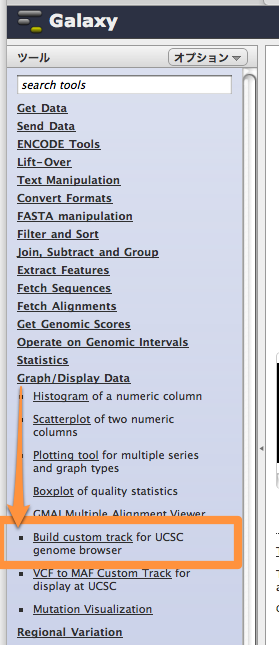 Galaxy
ツール オプション
search tools
Get Data
Send Data
ENCODE Tools
Lift-Over
Text Manipulation
Convert Formats
FASTA manipulation
Filter and Sort
Join, Subtract and Group
Extract Features
Fetch Sequences
Fetch Alignments
Get Genomic Scores
Operate on Genomic Intervals
Statistics
Graph/Display Data
Histogram of a numeric column
Scatterplot of two numeric
columns
Plotting tool for multiple series
and graph types
Boxplot of quality statistics
GMAJ Multiple Alignment Viewer
Build custom track for UCSC
genome browser
VCF to MAF Custom Track for
display at UCSC
Mutation Visualization
Regional Variation